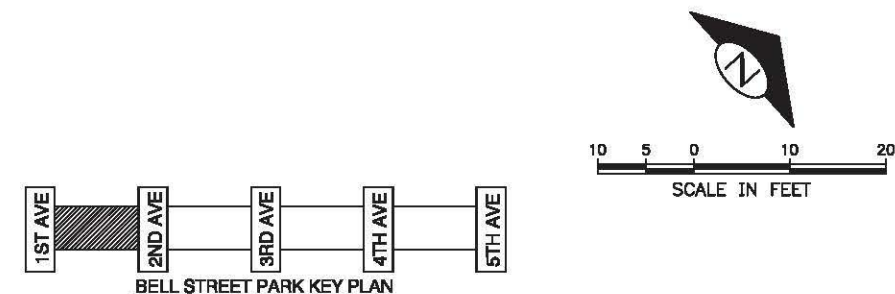 N
10 5 0 10 20
SCALE IN FEET
1ST AVE
2ND AVE
3RD AVE
4TH AVE
5TH AVE
BELL STREET PARK KEY PLAN